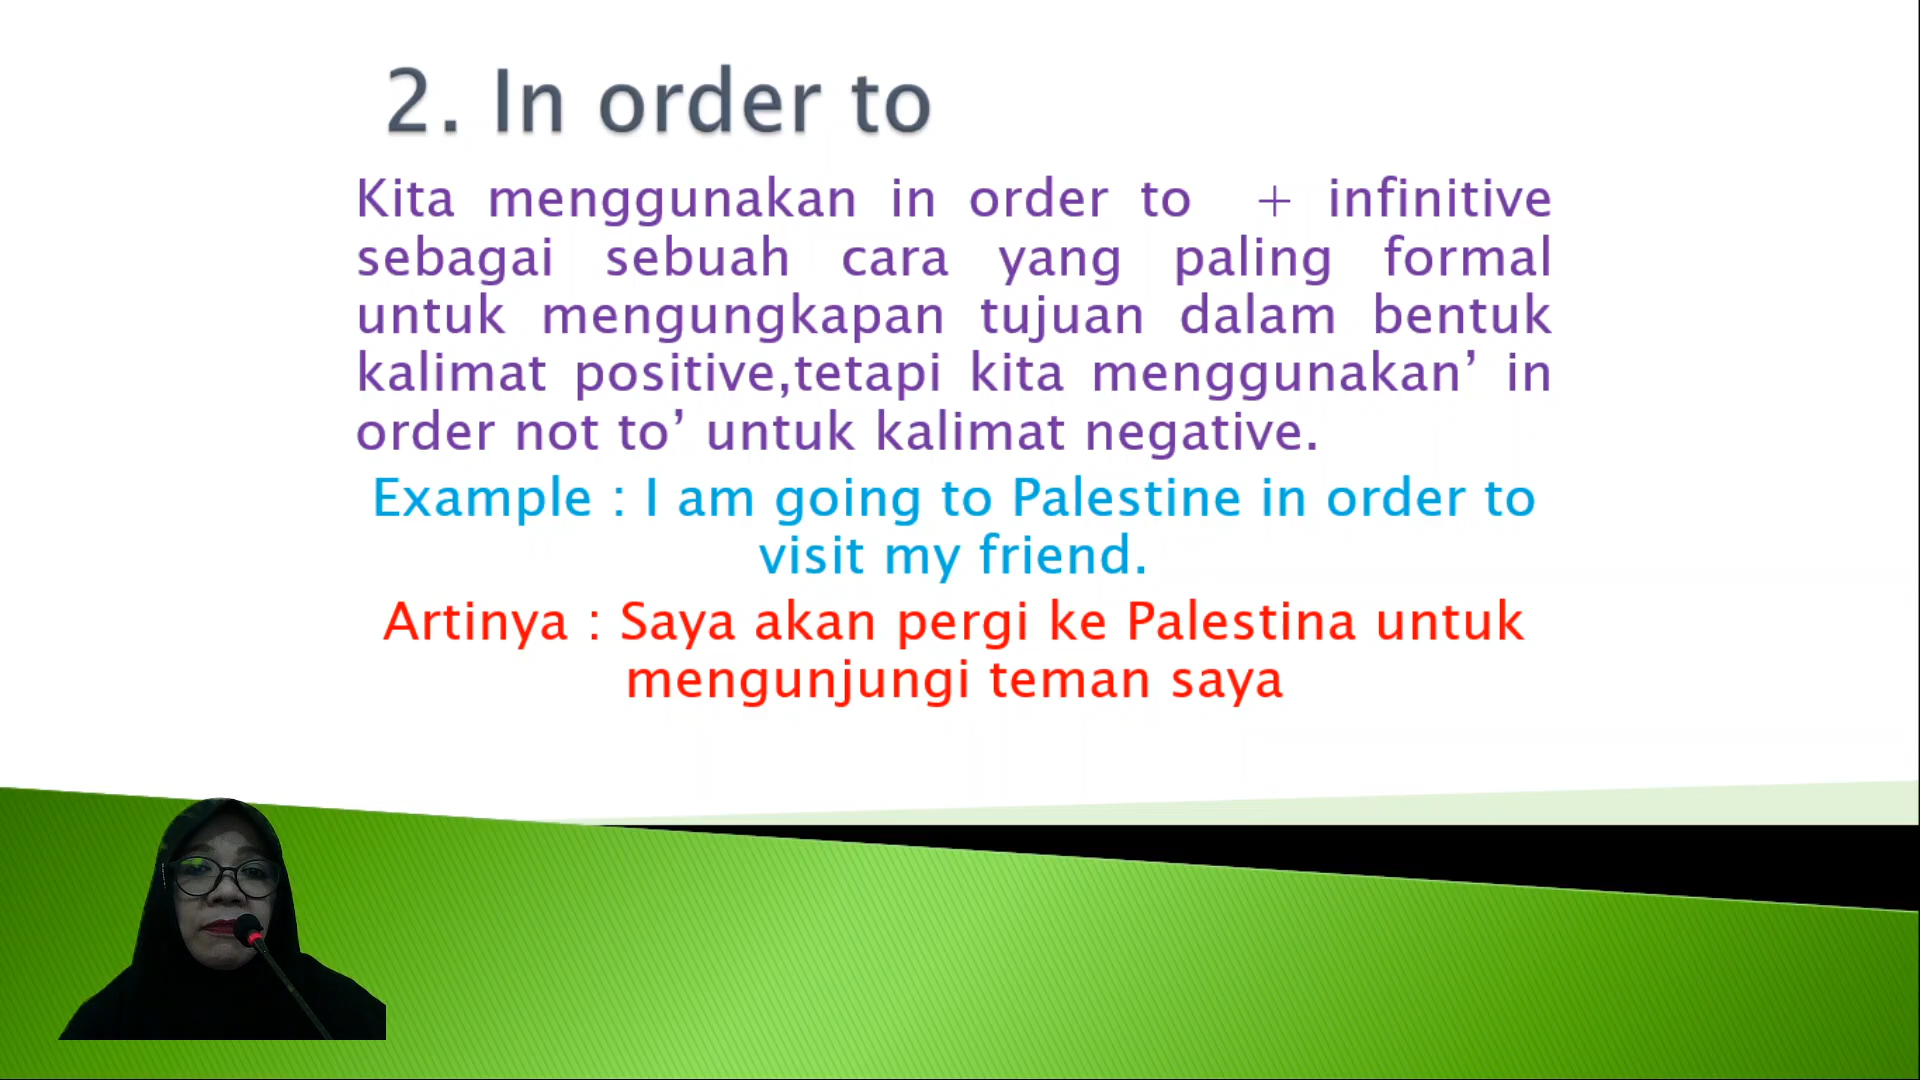 2. In order to
Kita menggunakan in order to + infinitive
sebagai sebuah cara yang paling formal
untuk mengungkapan tujuan dalam bentuk
kalimat positive,tetapi kita menggunakan’ in
order not to’ untuk kalimat negative.
Example : I am going to Palestine in order to
visit my friend.
Artinya : Saya akan pergi ke Palestina untuk
mengunjungi teman saya